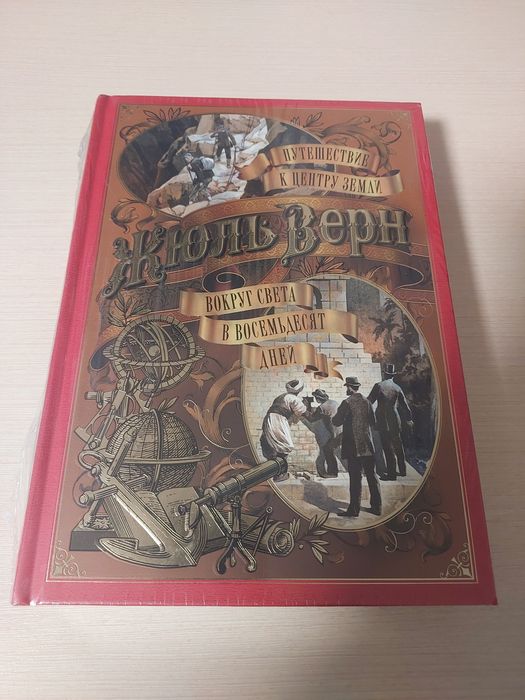 ПУТЕШЕСТВИЕ
К ЦЕНТРУ ЗЕМЛИ
ЖЮЛЬ ВЕРН
ВОКРУГ СВЕТА
В ВОСЕМЬДЕСЯТ
ДНЕЙ